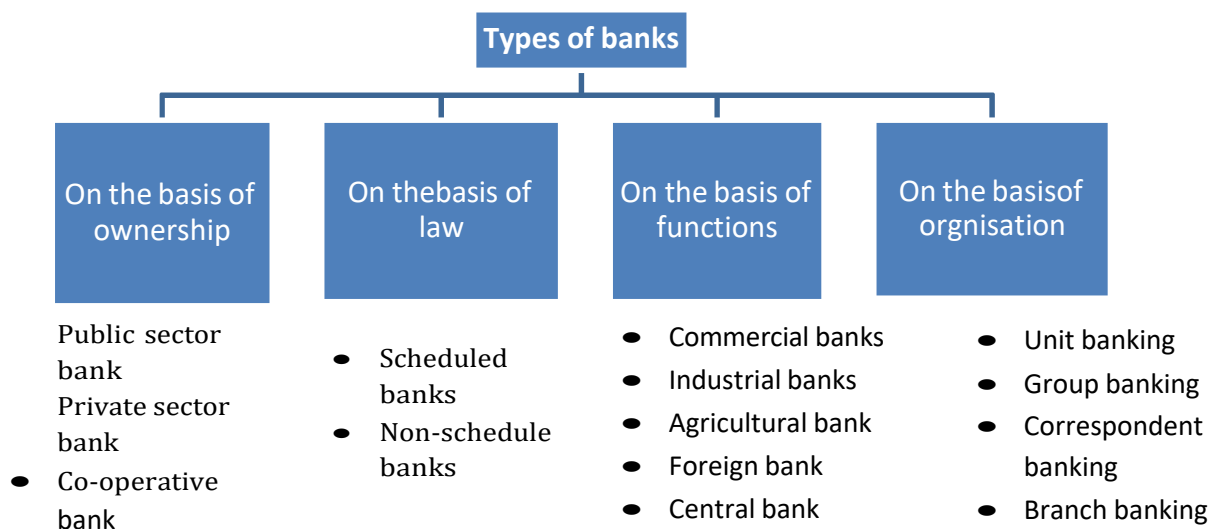 Types of banks
On the basis of
ownership
On thebasis of
law
On the basis of
functions
On the basisof
orgnisation
Public sector
bank
Private sector
bank
● Co-operative
bank
● Scheduled
banks
● Non-schedule
banks
● Commercial banks
● Industrial banks
● Agricultural bank
● Foreign bank
● Central bank
● Unit banking
● Group banking
● Correspondent
banking
● Branch banking